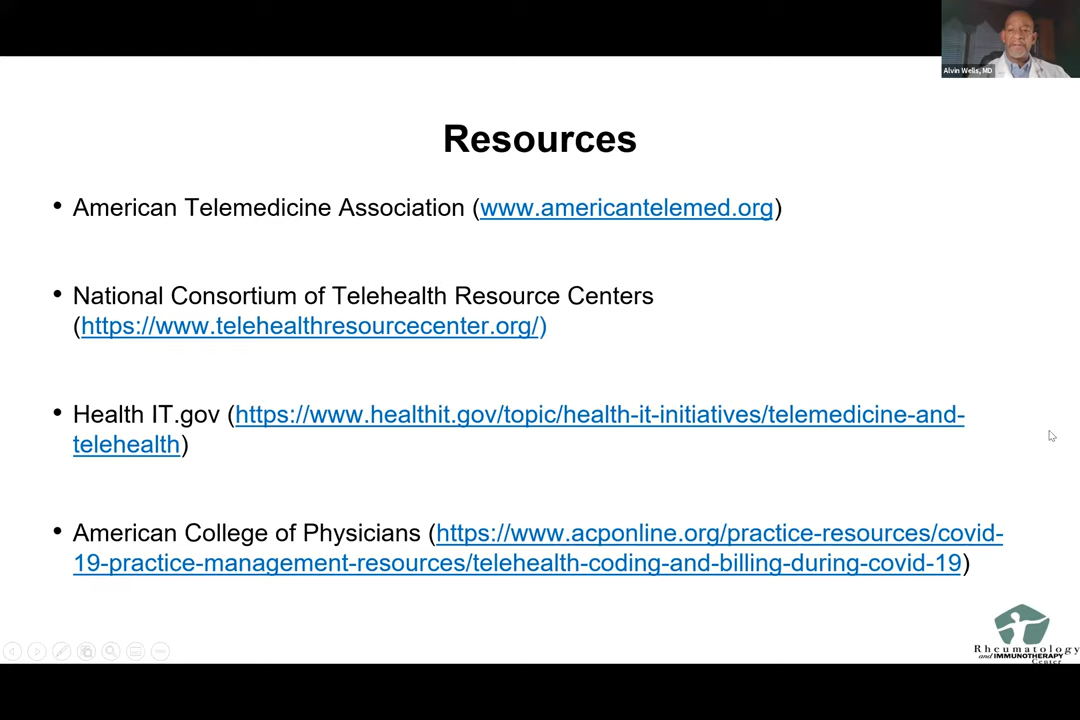 Alvin Wells, MD
Resources
• American Telemedicine Association (www.americantelemed.org)
• National Consortium of Telehealth Resource Centers
(https://www.telehealthresourcecenter.org/)
• Health IT.gov (https://www.healthit.gov/topic/health-it-initiatives/telemedicine-and-
telehealth)
• American College of Physicians (https://www.acponline.org/practice-resources/covid-
19-practice-management-resources/telehealth-coding-and-billing-during-covid-19)
Rheumatology
and IMMUNOTHERAPY
Center